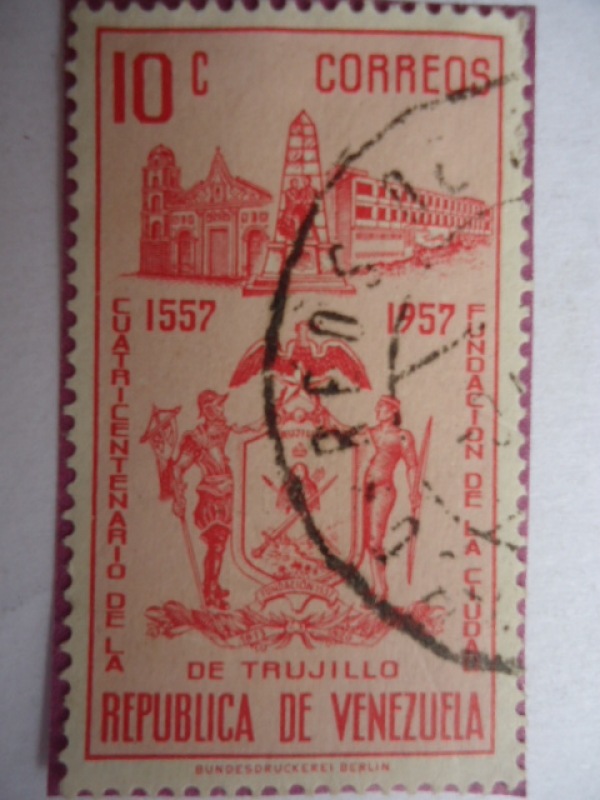 10 C CORREOS
1557 1957
CUATRICENTENARIO DE LA
FUNDACION DE LA CIUDAD
DE TRUJILLO
REPUBLICA DE VENEZUELA
BUNDESDRUCKEREI BERLIN